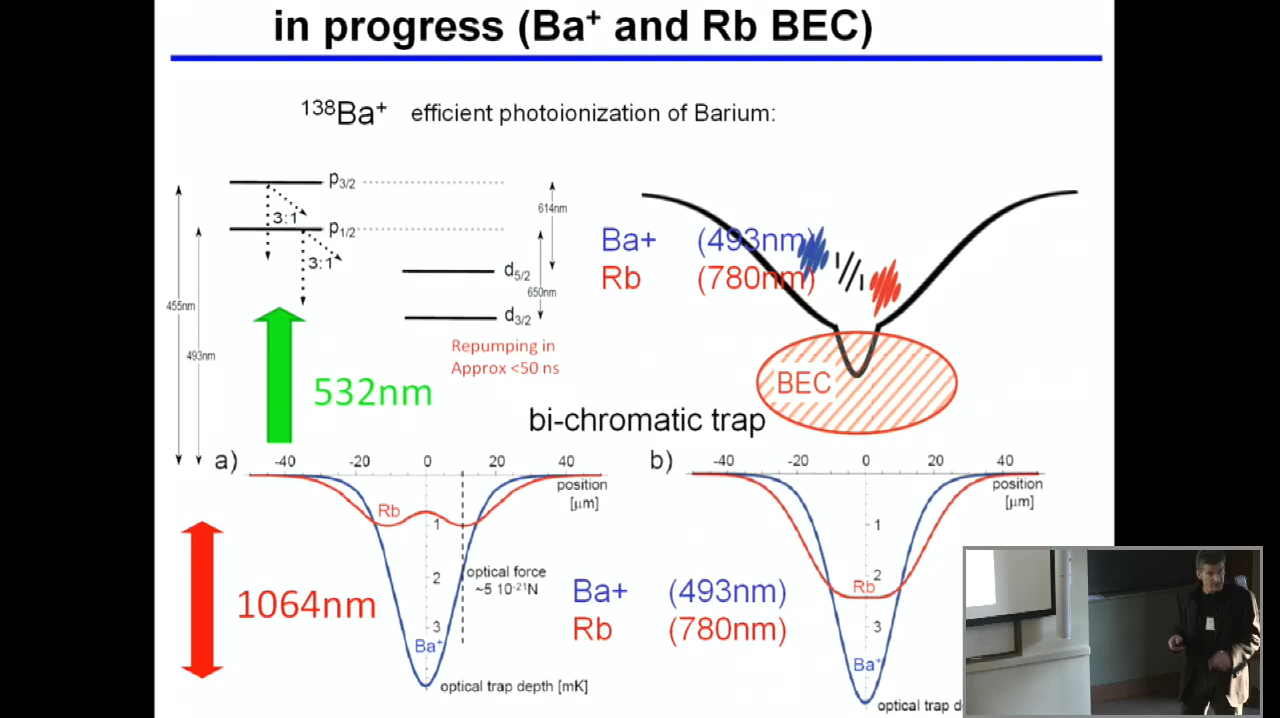 in progress (Ba⁺ and Rb BEC)
¹³⁸Ba⁺ efficient photoionization of Barium:
p3/2
614nm
3:1
p1/2
3:1
Ba+ (493nm)
Rb (780nm)
d5/2
650nm
455nm
d3/2
493nm
Repumping in
Approx <50 ns
532nm
BEC
bi-chromatic trap
a) -40 -20 0 20 40
position
[μm]
Rb
1
2
optical force
~5 10⁻²¹N
3
Ba⁺
optical trap depth [mK]
1064nm
Ba+ (493nm)
Rb (780nm)
b) -40 -20 0 20 40
position
[μm]
1
2
Rb
3
Ba⁺
optical trap